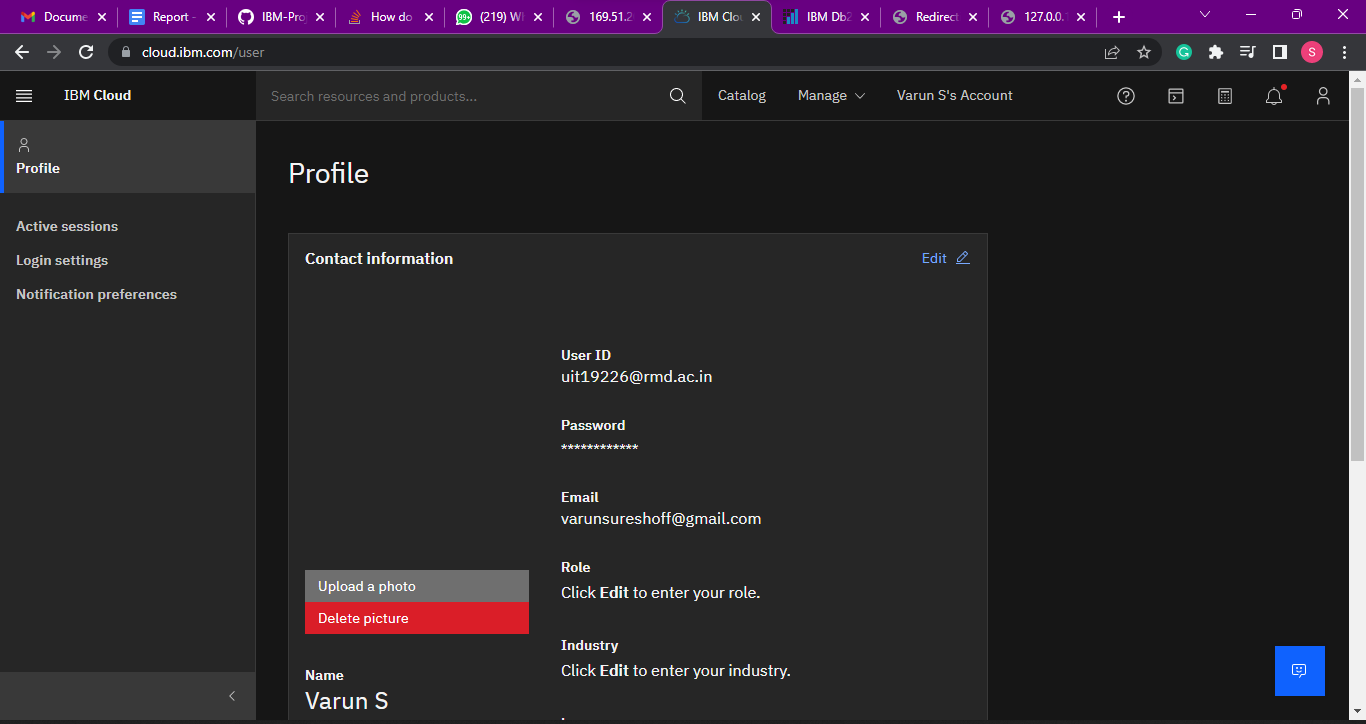 Docume
Report -
IBM-Pro
How do
(219) W
169.51.2
IBM Clo
IBM Db2
Redirect
127.0.0.1
cloud.ibm.com/user
S
IBM Cloud
Search resources and products...
Catalog
Manage
Varun S's Account
Profile
Active sessions
Login settings
Notification preferences
Profile
Contact information
Edit
User ID
uit19226@rmd.ac.in
Password
************
Email
varunsureshoff@gmail.com
Role
Click Edit to enter your role.
Industry
Click Edit to enter your industry.
Upload a photo
Delete picture
Name
Varun S